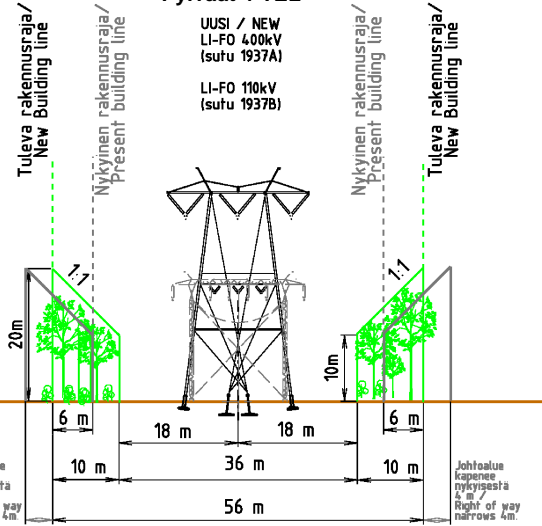 UUSI / NEW
LI-FO 400kV
(sutu 1937A)
LI-FO 110kV
(sutu 1937B)
Tuleva rakennusraja/
New Building line
Nykyinen rakennusraja/
Present building line
Nykyinen rakennusraja/
Present building line
Tuleva rakennusraja/
New Building line
1:1
1:1
20m
10m
6 m
6 m
18 m
18 m
10 m
36 m
10 m
56 m
way
4m.
Johtoalue
kapenee
nykyisestä
4 m /
Right of way
narrows 4m.